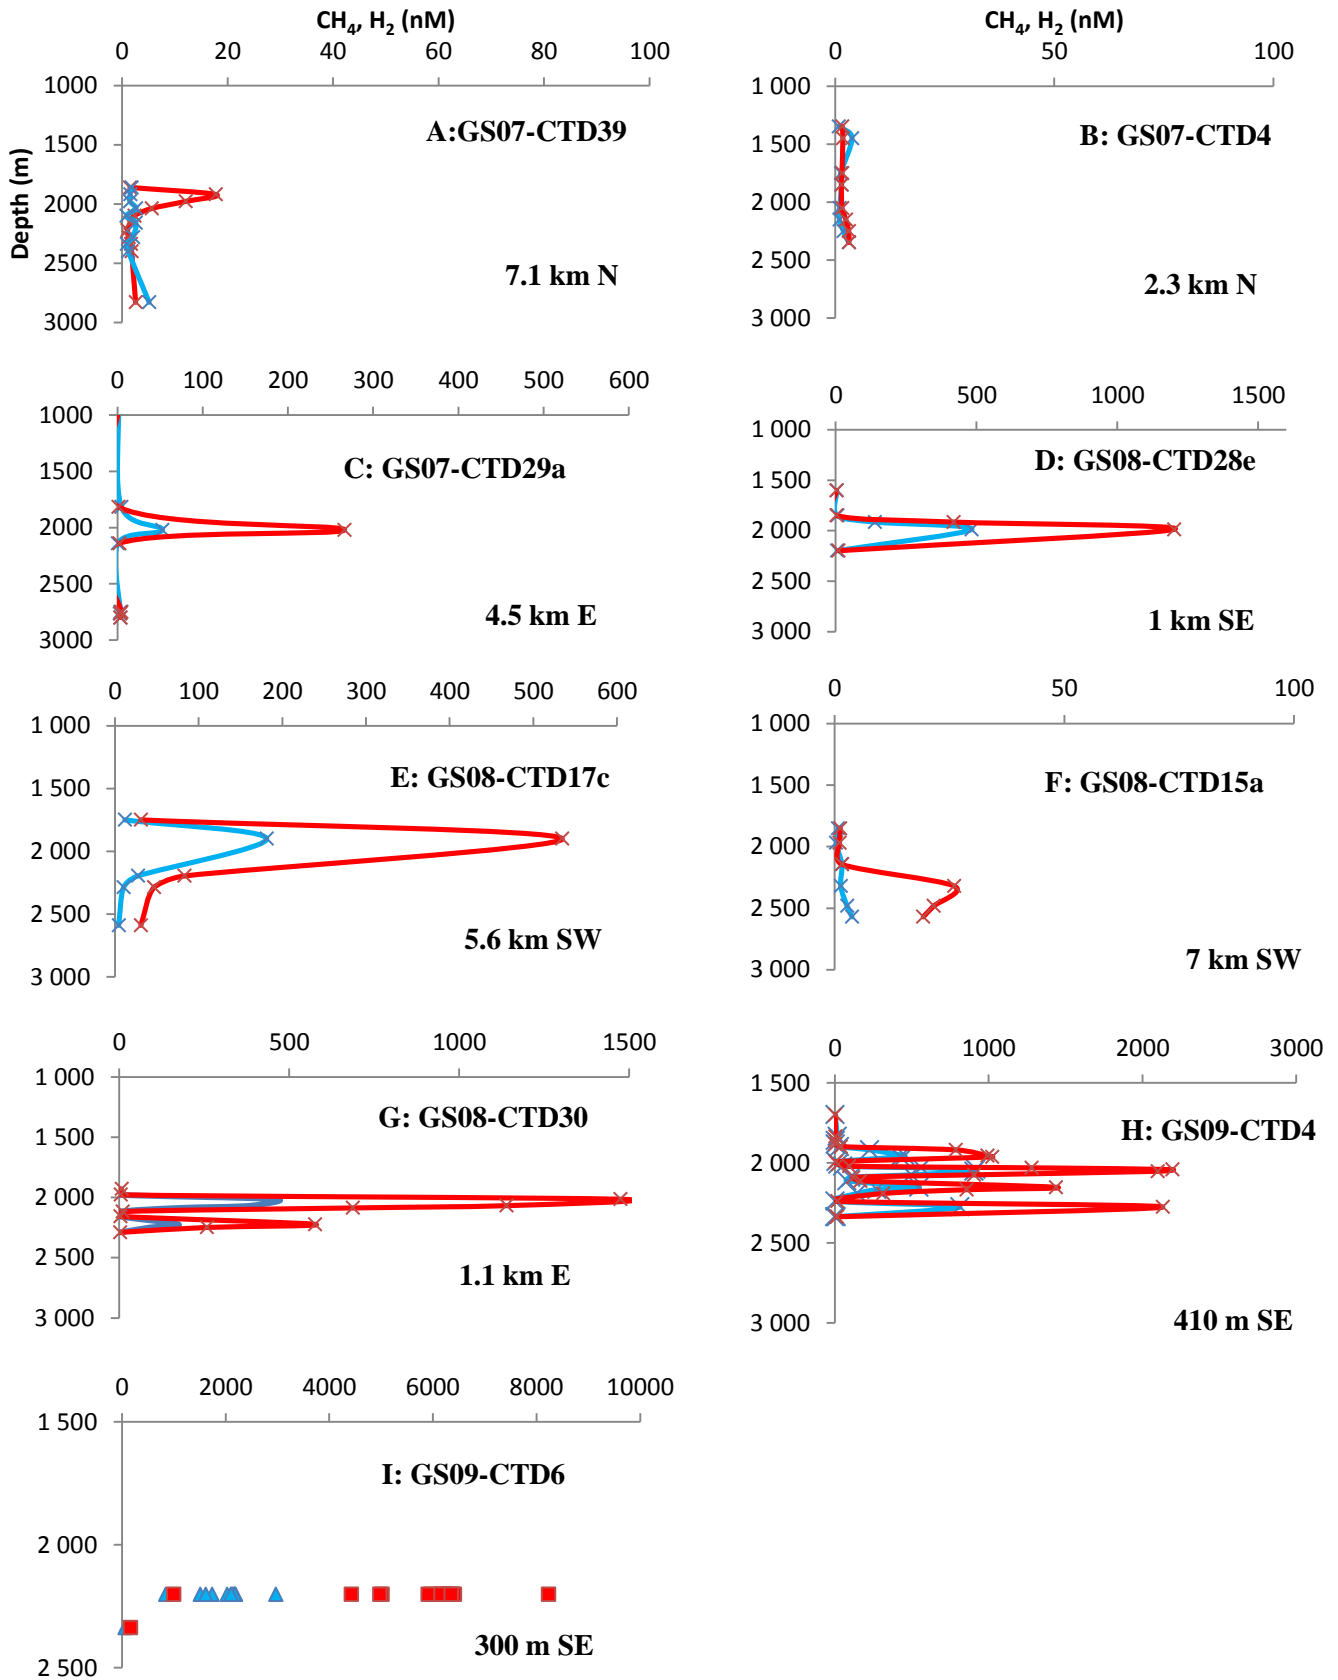 CH₄, H₂ (nM)
0 20 40 60 80 100
Depth (m)
1000
1500
2000
2500
3000
A:GS07-CTD39
7.1 km N
CH₄, H₂ (nM)
0 50 100
1 000
1 500
2 000
2 500
3 000
B: GS07-CTD4
2.3 km N
0 100 200 300 400 500 600
1000
1500
2000
2500
3000
C: GS07-CTD29a
4.5 km E
0 500 1000 1500
1 000
1 500
2 000
2 500
3 000
D: GS08-CTD28e
1 km SE
0 100 200 300 400 500 600
1 000
1 500
2 000
2 500
3 000
E: GS08-CTD17c
5.6 km SW
0 50 100
1 000
1 500
2 000
2 500
3 000
F: GS08-CTD15a
7 km SW
0 500 1000 1500
1 000
1 500
2 000
2 500
3 000
G: GS08-CTD30
1.1 km E
0 1000 2000 3000
1 500
2 000
2 500
3 000
H: GS09-CTD4
410 m SE
0 2000 4000 6000 8000 10000
1 500
2 000
2 500
I: GS09-CTD6
300 m SE